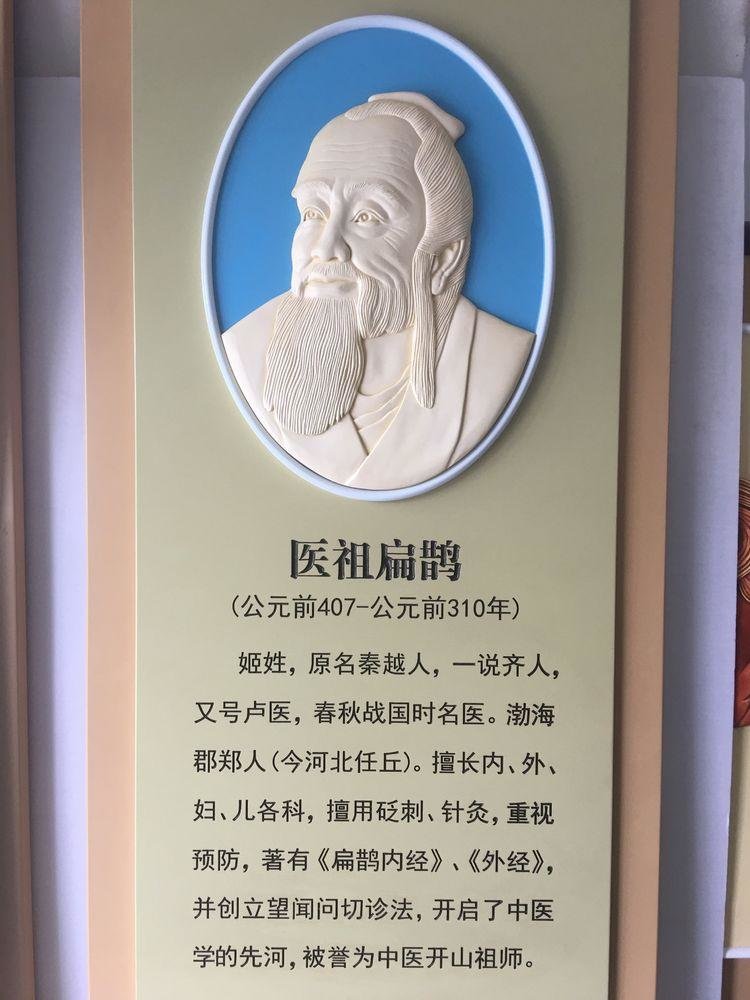 医祖扁鹊
(公元前407-公元前310年)
姬姓，原名秦越人，一说齐人，
又号卢医，春秋战国时名医。渤海
郡郑人(今河北任丘)。擅长内、外、
妇、儿各科，擅用砭刺、针灸，重视
预防，著有《扁鹊内经》、《外经》，
并创立望闻问切诊法，开启了中医
学的先河，被誉为中医开山祖师。